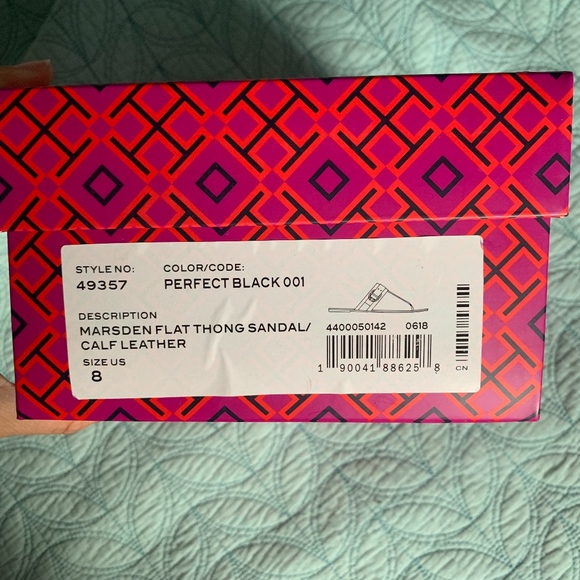 STYLE NO: COLOR/CODE:
49357 PERFECT BLACK 001
DESCRIPTION
MARSDEN FLAT THONG SANDAL/
CALF LEATHER
SIZE US
8
4400050142 0618
1 90041 88625 8 CN